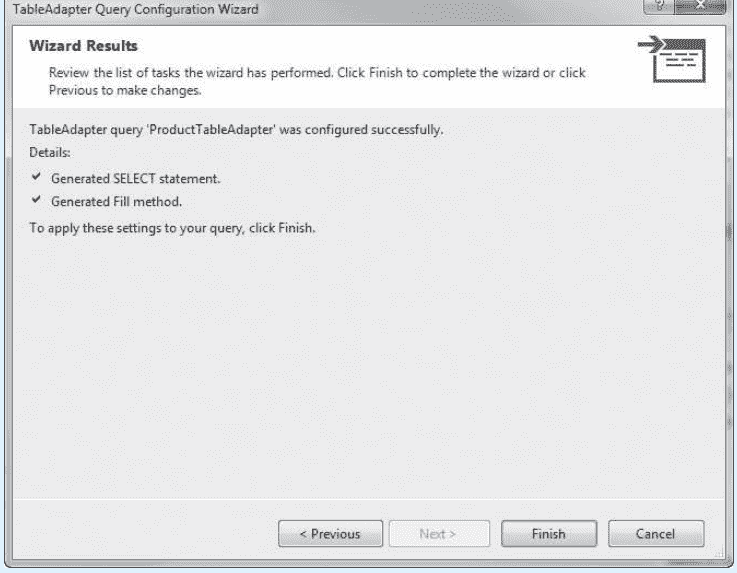 TableAdapter Query Configuration Wizard
Wizard Results
Review the list of tasks the wizard has performed. Click Finish to complete the wizard or click
Previous to make changes.
TableAdapter query 'ProductTableAdapter' was configured successfully.
Details:
Generated SELECT statement.
Generated Fill method.
To apply these settings to your query, click Finish.
< Previous
Next >
Finish
Cancel